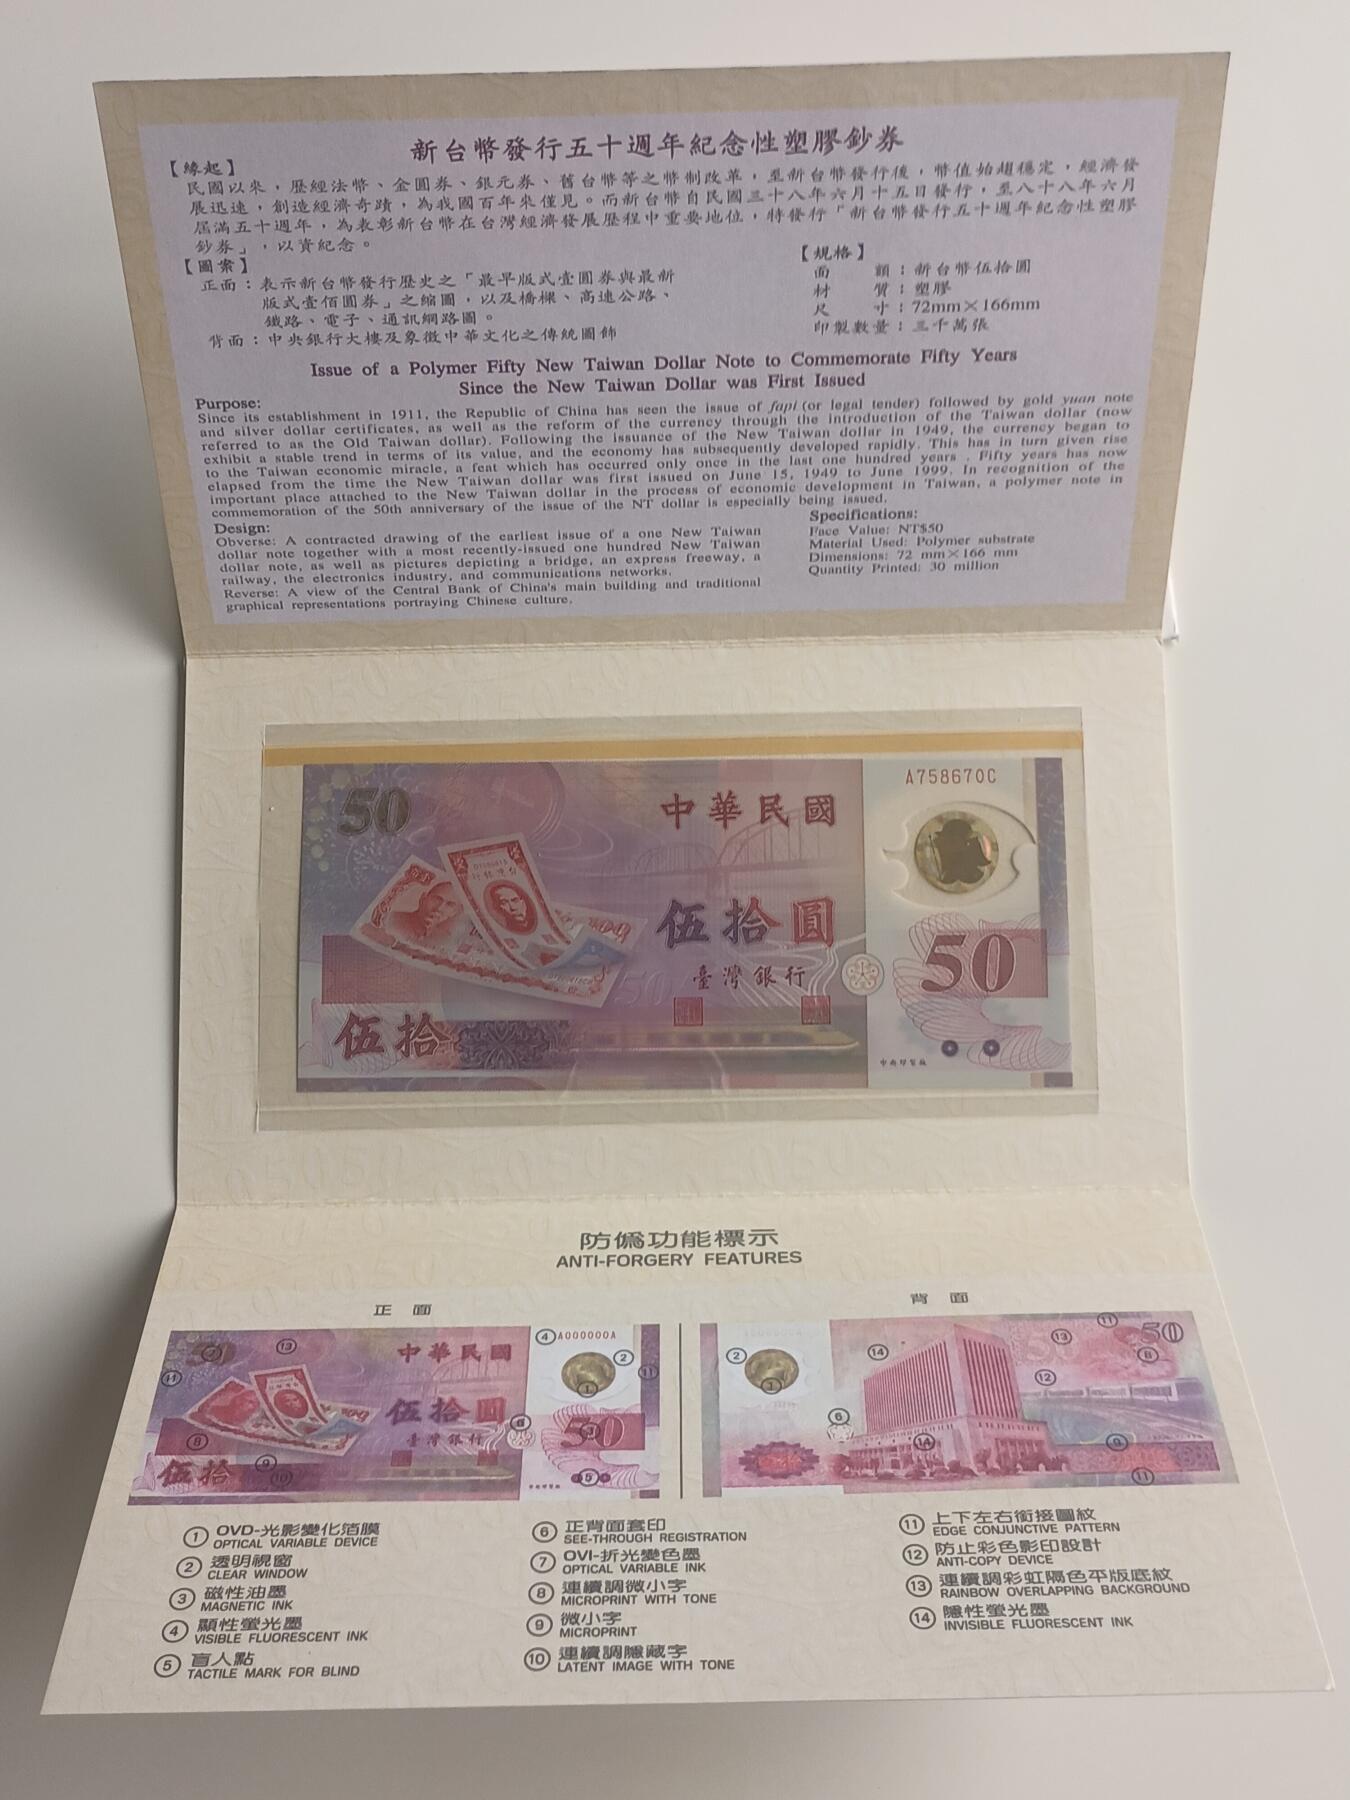 新台幣發行五十週年紀念性塑膠鈔券
【緣起】
民國以來，歷經法幣、金圓券、銀元券、舊台幣等之幣制改革，至新台幣發行後，幣值始趨穩定，經濟發
展迅速，創造經濟奇蹟，為我國百年來僅見。而新台幣自民國三十八年六月十五日發行，至八十八年六月
屆滿五十週年，為表彰新台幣在台灣經濟發展歷程中重要地位，特發行「新台幣發行五十週年紀念性塑膠
鈔券」，以資紀念。
【圖案】
正面：表示新台幣發行歷史之「最早版式壹圓券與最新
版式壹佰圓券」之縮圖，以及橋樑、高速公路、
鐵路、電子、通訊網路圖。
背面：中央銀行大樓及象徵中華文化之傳統圖飾
【規格】
面　　額：新台幣伍拾圓
材　　質：塑膠
尺　　寸：72mm×166mm
印製數量：三千萬張
Issue of a Polymer Fifty New Taiwan Dollar Note to Commemorate Fifty Years
Since the New Taiwan Dollar was First Issued
Purpose:
Since its establishment in 1911, the Republic of China has seen the issue of fapi (or legal tender) followed by gold yuan note
and silver dollar certificates, as well as the reform of the currency through the introduction of the Taiwan dollar (now
referred to as the Old Taiwan dollar). Following the issuance of the New Taiwan dollar in 1949, the currency began to
exhibit a stable trend in terms of its value, and the economy has subsequently developed rapidly. This has in turn given rise
to the Taiwan economic miracle, a feat which has occurred only once in the last one hundred years . Fifty years has now
elapsed from the time the New Taiwan dollar was first issued on June 15, 1949 to June 1999. In recognition of the
important place attached to the New Taiwan dollar in the process of economic development in Taiwan, a polymer note in
commemoration of the 50th anniversary of the issue of the NT dollar is especially being issued.
Design:
Obverse: A contracted drawing of the earliest issue of a one New Taiwan
dollar note together with a most recently-issued one hundred New Taiwan
dollar note, as well as pictures depicting a bridge, an express freeway, a
railway, the electronics industry, and communications networks.
Reverse: A view of the Central Bank of China's main building and traditional
graphical representations portraying Chinese culture.
Specifications:
Face Value: NT$50
Material Used: Polymer substrate
Dimensions: 72 mm×166 mm
Quantity Printed: 30 million
50
中華民國
A758670C
伍拾圓
50
臺灣銀行
伍拾
中央印製廠
防偽功能標示
ANTI-FORGERY FEATURES
正 面
背 面
④ A000000A
中華民國
伍拾圓
臺灣銀行
伍拾
50
50
① OVD-光影變化箔膜
OPTICAL VARIABLE DEVICE
② 透明視窗
CLEAR WINDOW
③ 磁性油墨
MAGNETIC INK
④ 顯性螢光墨
VISIBLE FLUORESCENT INK
⑤ 盲人點
TACTILE MARK FOR BLIND
⑥ 正背面套印
SEE-THROUGH REGISTRATION
⑦ OVI-折光變色墨
OPTICAL VARIABLE INK
⑧ 連續調微小字
MICROPRINT WITH TONE
⑨ 微小字
MICROPRINT
⑩ 連續調隱藏字
LATENT IMAGE WITH TONE
⑪ 上下左右銜接圖紋
EDGE CONJUNCTIVE PATTERN
⑫ 防止彩色影印設計
ANTI-COPY DEVICE
⑬ 連續調彩虹隔色平版底紋
RAINBOW OVERLAPPING BACKGROUND
⑭ 隱性螢光墨
INVISIBLE FLUORESCENT INK